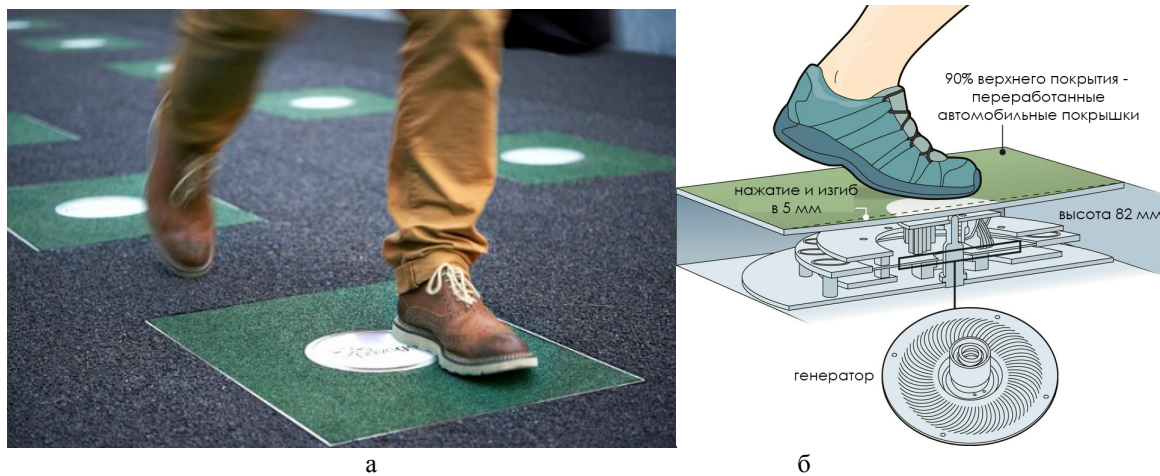 90% верхнего покрытия -
переработанные
автомобильные покрышки
нажатие и изгиб
в 5 мм
высота 82 мм
генератор
а
б